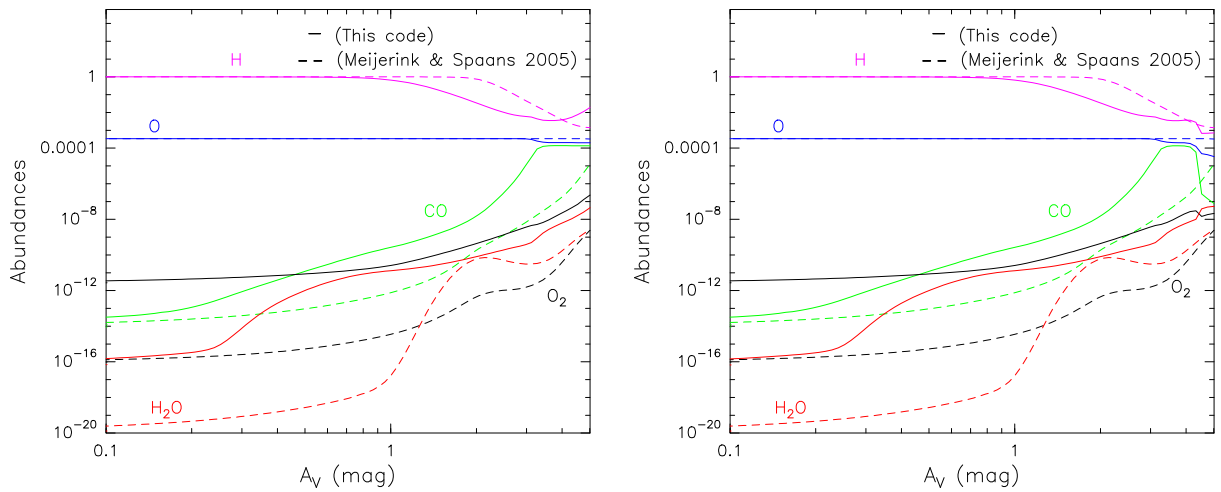 — (This code)
-- (Meijerink & Spaans 2005)
H
O
CO
O₂
H₂O
1
0.0001
10⁻⁸
10⁻¹²
10⁻¹⁶
10⁻²⁰
Abundances
0.1
1
A_V (mag)
— (This code)
-- (Meijerink & Spaans 2005)
H
O
CO
O₂
H₂O
1
0.0001
10⁻⁸
10⁻¹²
10⁻¹⁶
10⁻²⁰
Abundances
0.1
1
A_V (mag)